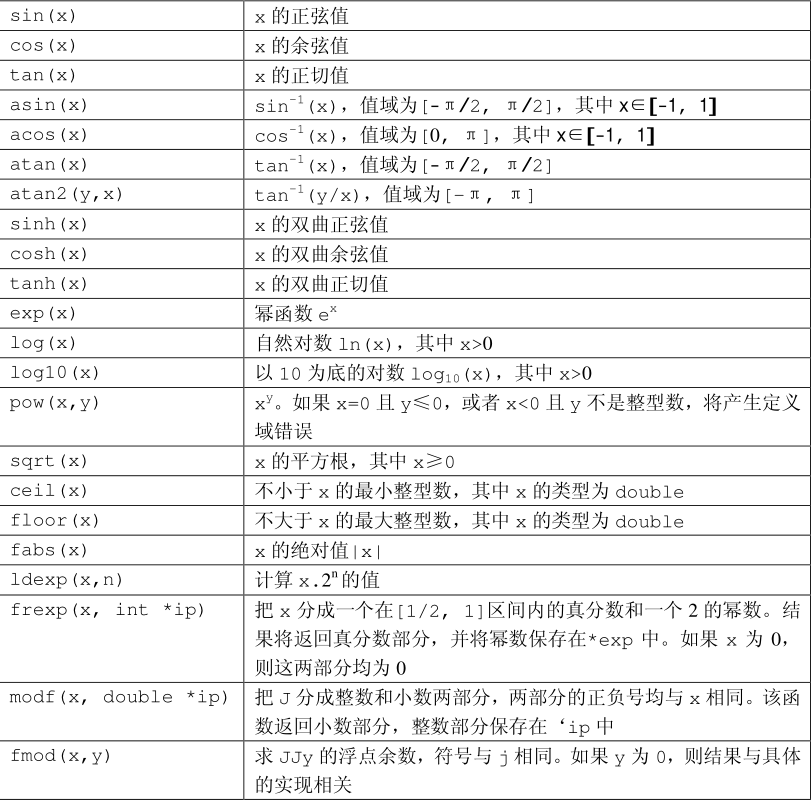 sin(x) x 的正弦值
cos(x) x 的余弦值
tan(x) x 的正切值
asin(x) sin⁻¹(x)，值域为[-π/2, π/2]，其中 x∈[-1, 1]
acos(x) cos⁻¹(x)，值域为[0, π]，其中 x∈[-1, 1]
atan(x) tan⁻¹(x)，值域为[-π/2, π/2]
atan2(y,x) tan⁻¹(y/x)，值域为[-π, π]
sinh(x) x 的双曲正弦值
cosh(x) x 的双曲余弦值
tanh(x) x 的双曲正切值
exp(x) 幂函数 eˣ
log(x) 自然对数 ln(x)，其中 x>0
log10(x) 以 10 为底的对数 log₁₀(x)，其中 x>0
pow(x,y) xʸ。如果 x=0 且 y≤0，或者 x<0 且 y 不是整型数，将产生定义
域错误
sqrt(x) x 的平方根，其中 x≥0
ceil(x) 不小于 x 的最小整型数，其中 x 的类型为 double
floor(x) 不大于 x 的最大整型数，其中 x 的类型为 double
fabs(x) x 的绝对值|x|
ldexp(x,n) 计算 x.2ⁿ的值
frexp(x, int *ip) 把 x 分成一个在[1/2, 1]区间内的真分数和一个 2 的幂数。结
果将返回真分数部分，并将幂数保存在*exp 中。如果 x 为 0，
则这两部分均为 0
modf(x, double *ip) 把 J 分成整数和小数两部分，两部分的正负号均与 x 相同。该函
数返回小数部分，整数部分保存在‘ip 中
fmod(x,y) 求 JJy 的浮点余数，符号与 j 相同。如果 y 为 0，则结果与具体
的实现相关